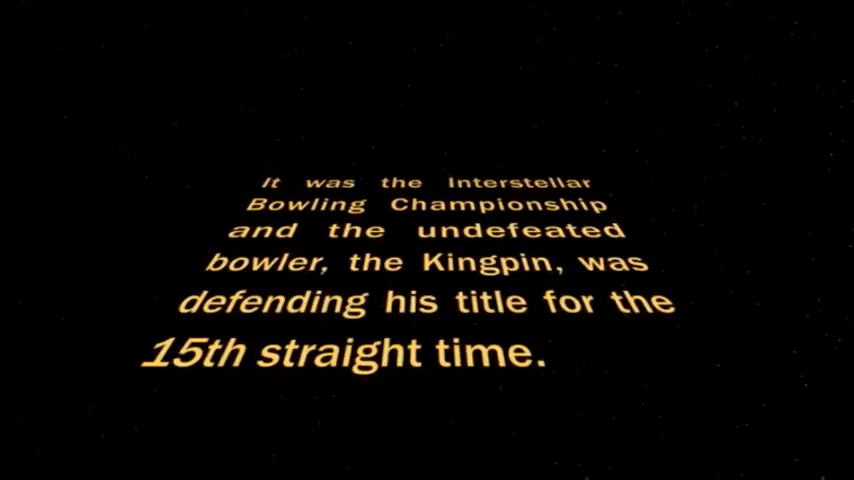 It was the Interstellar
Bowling Championship
and the undefeated
bowler, the Kingpin, was
defending his title for the
15th straight time.